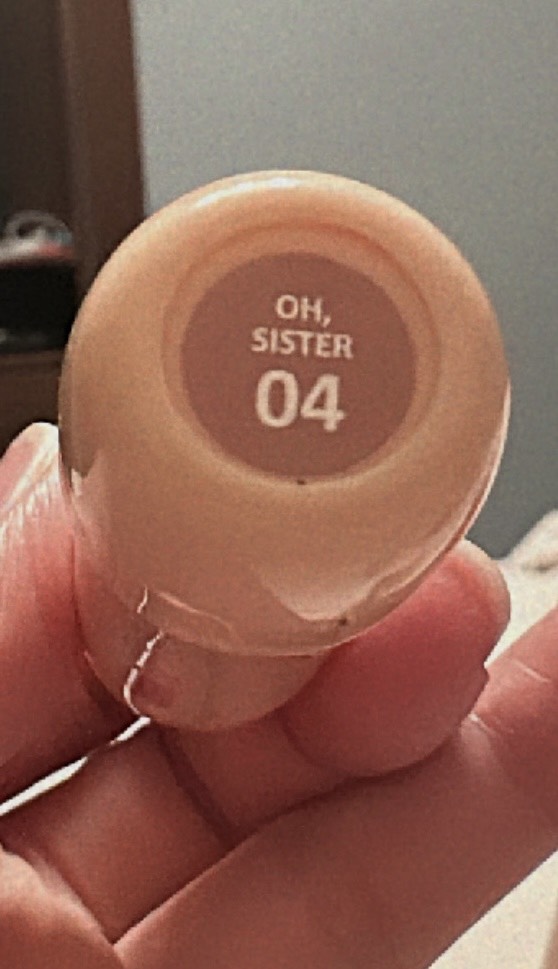 OH,
SISTER
04